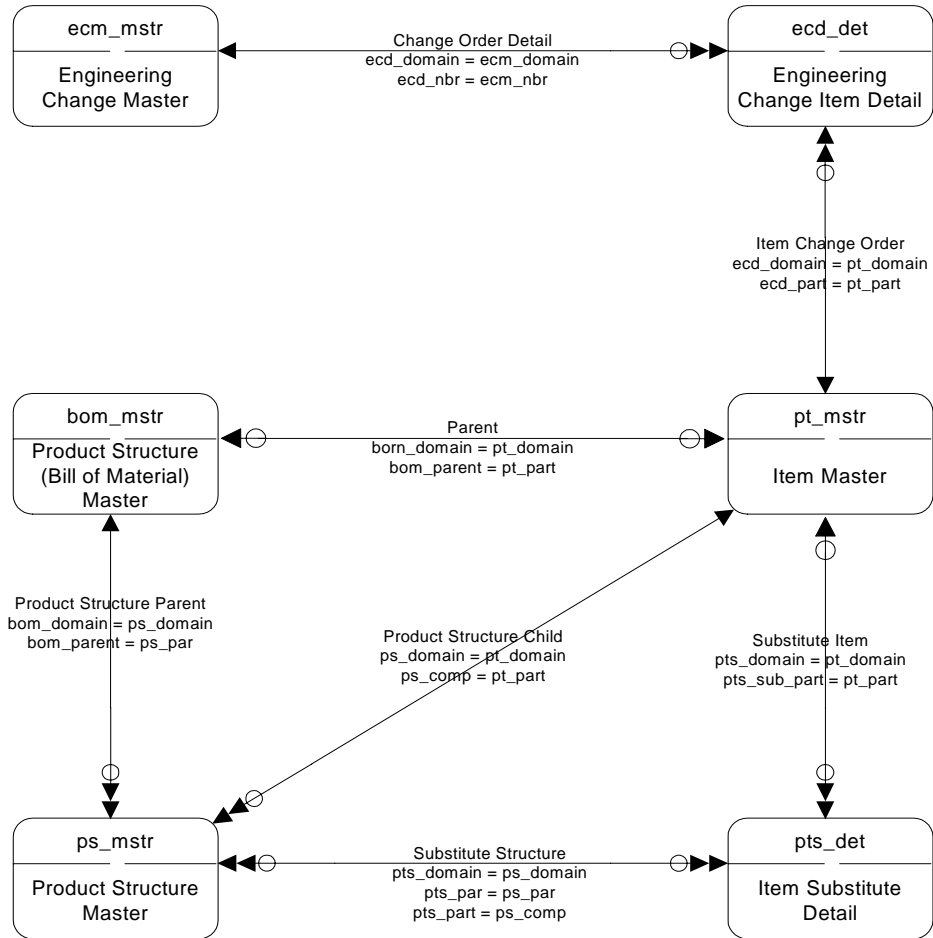 ecm_mstr
Engineering
Change Master
Change Order Detail
ecd_domain = ecm_domain
ecd_nbr = ecm_nbr
ecd_det
Engineering
Change Item Detail
Item Change Order
ecd_domain = pt_domain
ecd_part = pt_part
bom_mstr
Product Structure
(Bill of Material)
Master
Parent
born_domain = pt_domain
bom_parent = pt_part
pt_mstr
Item Master
Product Structure Parent
bom_domain = ps_domain
bom_parent = ps_par
Product Structure Child
ps_domain = pt_domain
ps_comp = pt_part
Substitute Item
pts_domain = pt_domain
pts_sub_part = pt_part
ps_mstr
Product Structure
Master
Substitute Structure
pts_domain = ps_domain
pts_par = ps_par
pts_part = ps_comp
pts_det
Item Substitute
Detail